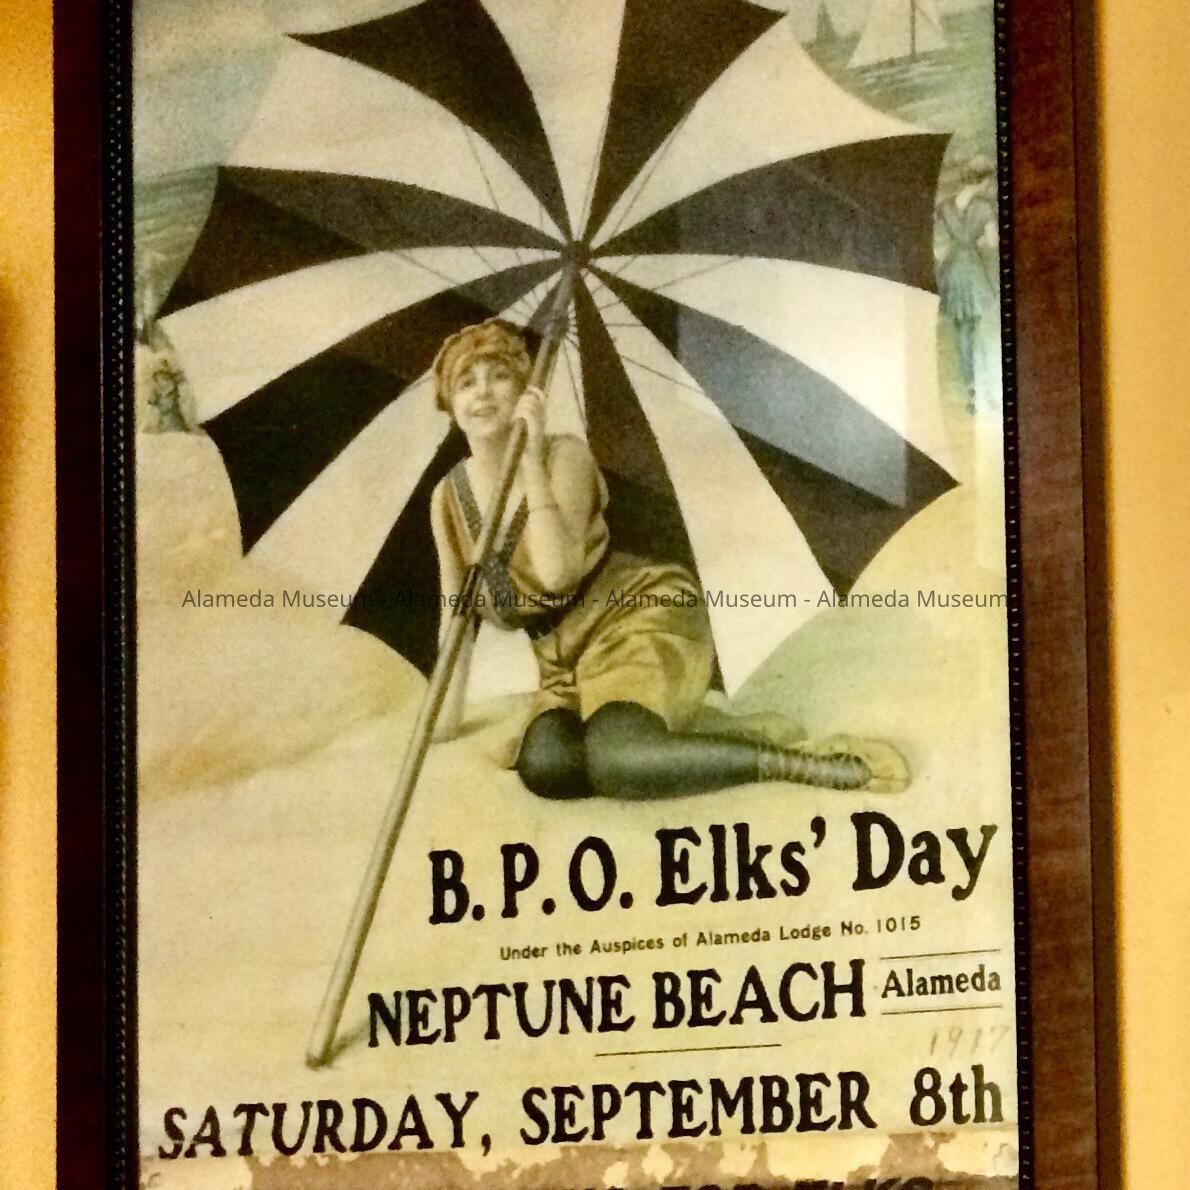 Alameda Museum - Alameda Museum - Alameda Museum - Alameda Museum
B.P.O. Elks' Day
Under the Auspices of Alameda Lodge No. 1015
NEPTUNE BEACH Alameda
1917
SATURDAY, SEPTEMBER 8th